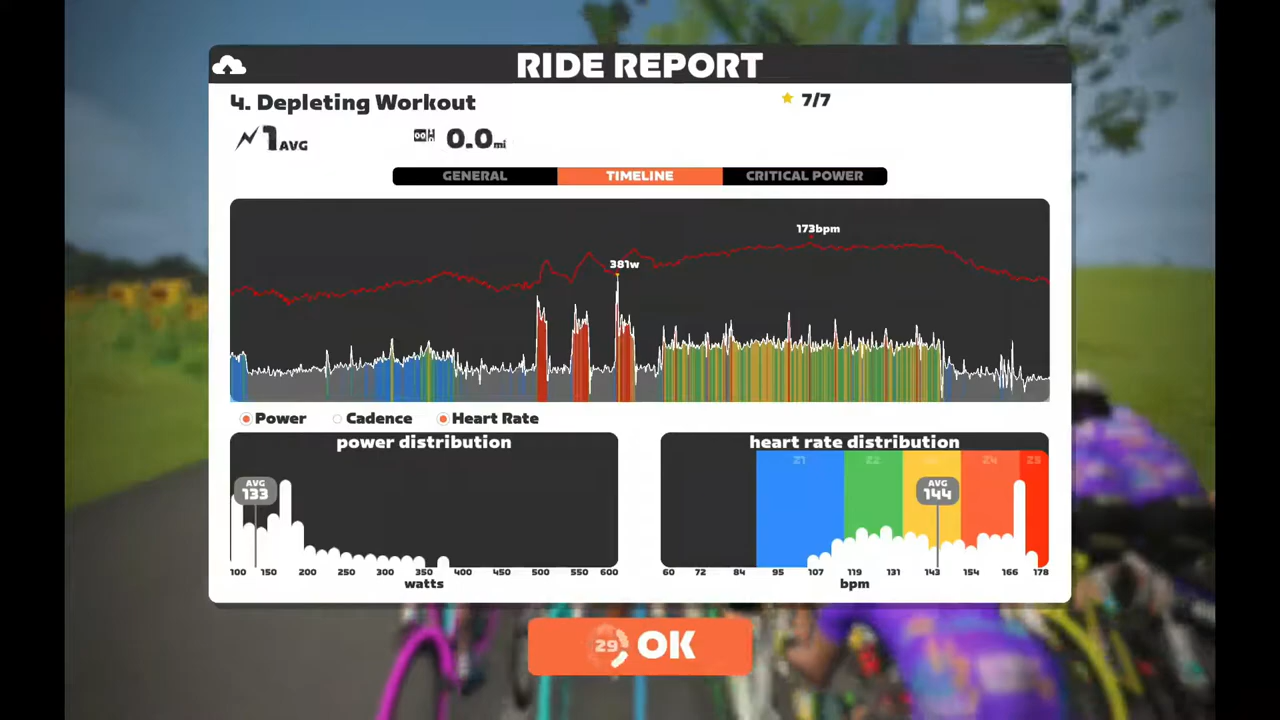 RIDE REPORT
4. Depleting Workout
7/7
1 AVG
0.0 mi
GENERAL TIMELINE CRITICAL POWER
173bpm
381w
Power Cadence Heart Rate
power distribution
AVG
133
100 150 200 250 300 350 400 450 500 550 600
watts
heart rate distribution
Z1 Z2 Z4 Z5
AVG
144
60 72 84 95 107 119 131 143 154 166 178
bpm
29 OK